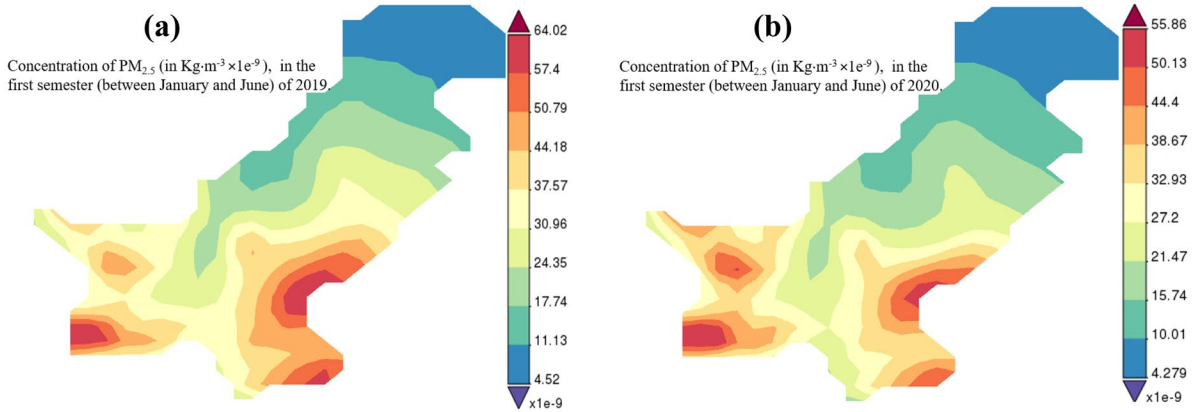 (a)
Concentration of PM2.5 (in Kg·m-3 ×1e-9), in the
first semester (between January and June) of 2019.
64.02
57.4
50.79
44.18
37.57
30.96
24.35
17.74
11.13
4.52
x1e-9
(b)
Concentration of PM2.5 (in Kg·m-3 ×1e-9), in the
first semester (between January and June) of 2020.
55.86
50.13
44.4
38.67
32.93
27.2
21.47
15.74
10.01
4.279
x1e-9